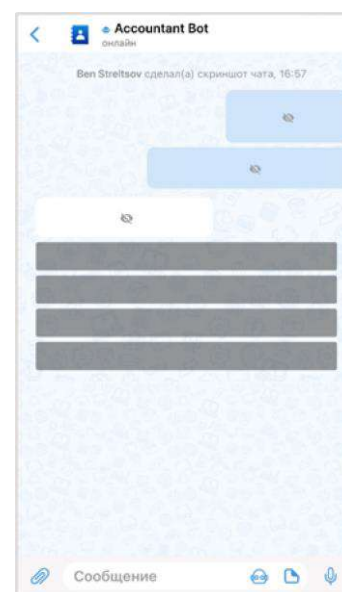 Accountant Bot
онлайн
Ben Streltsov сделал(а) скриншот чата, 16:57
Сообщение